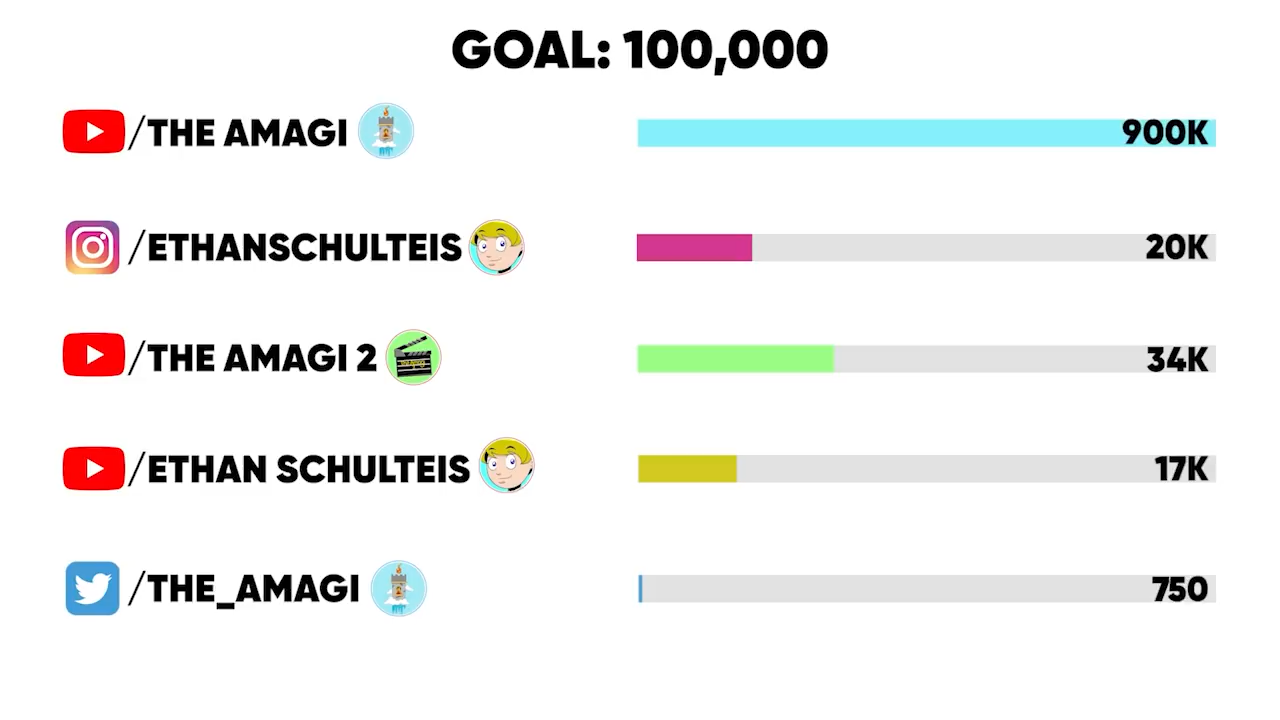 GOAL: 100,000
/THE AMAGI 900K
/ETHANSCHULTEIS 20K
/THE AMAGI 2 34K
/ETHAN SCHULTEIS 17K
/THE_AMAGI 750